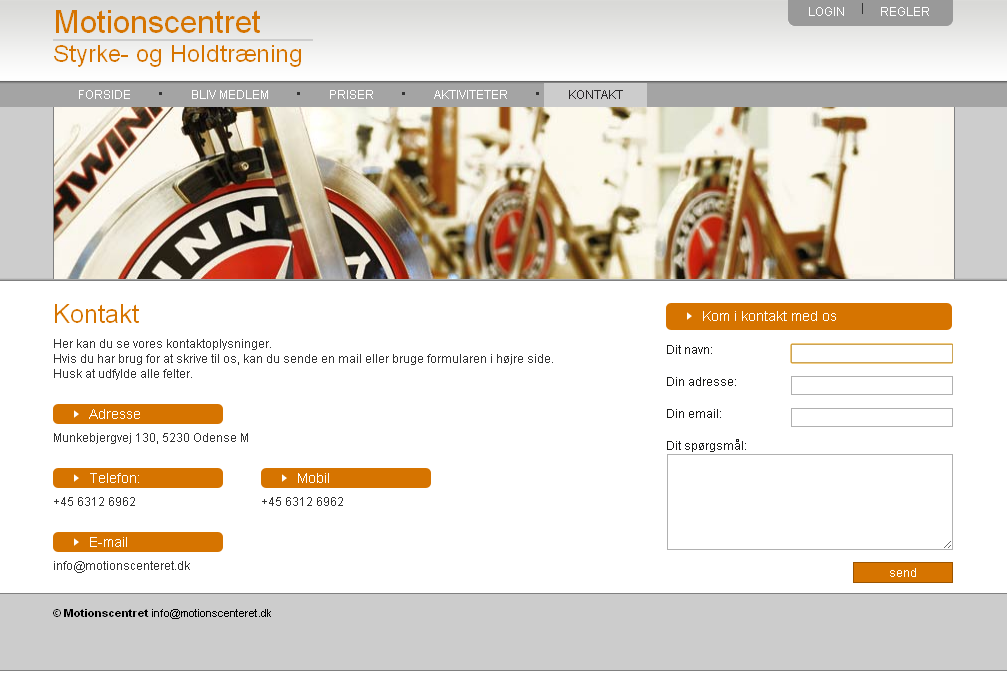 Motionscentret
Styrke- og Holdtræning
LOGIN | REGLER
FORSIDE • BLIV MEDLEM • PRISER • AKTIVITETER • KONTAKT
HWINN
INN
Kontakt
Her kan du se vores kontaktoplysninger.
Hvis du har brug for at skrive til os, kan du sende en mail eller bruge formularen i højre side.
Husk at udfylde alle felter.
Adresse
Munkebjergvej 130, 5230 Odense M
Telefon:
+45 6312 6962
Mobil
+45 6312 6962
E-mail
info@motionscenteret.dk
Kom i kontakt med os
Dit navn:
Din adresse:
Din email:
Dit spørgsmål:
send
© Motionscentret info@motionscenteret.dk